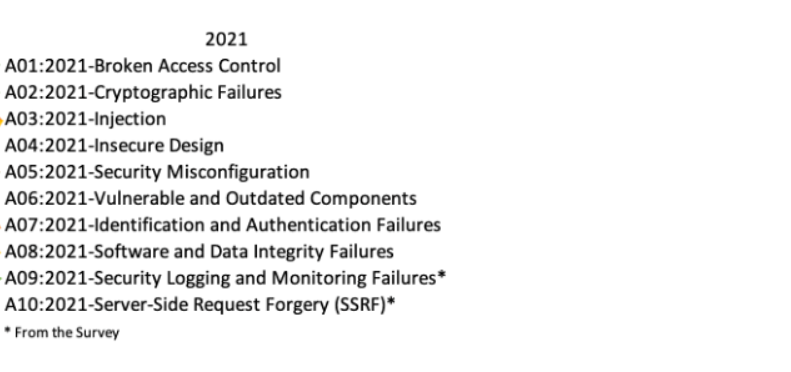 2021
A01:2021-Broken Access Control
A02:2021-Cryptographic Failures
A03:2021-Injection
A04:2021-Insecure Design
A05:2021-Security Misconfiguration
A06:2021-Vulnerable and Outdated Components
A07:2021-Identification and Authentication Failures
A08:2021-Software and Data Integrity Failures
A09:2021-Security Logging and Monitoring Failures*
A10:2021-Server-Side Request Forgery (SSRF)*
* From the Survey